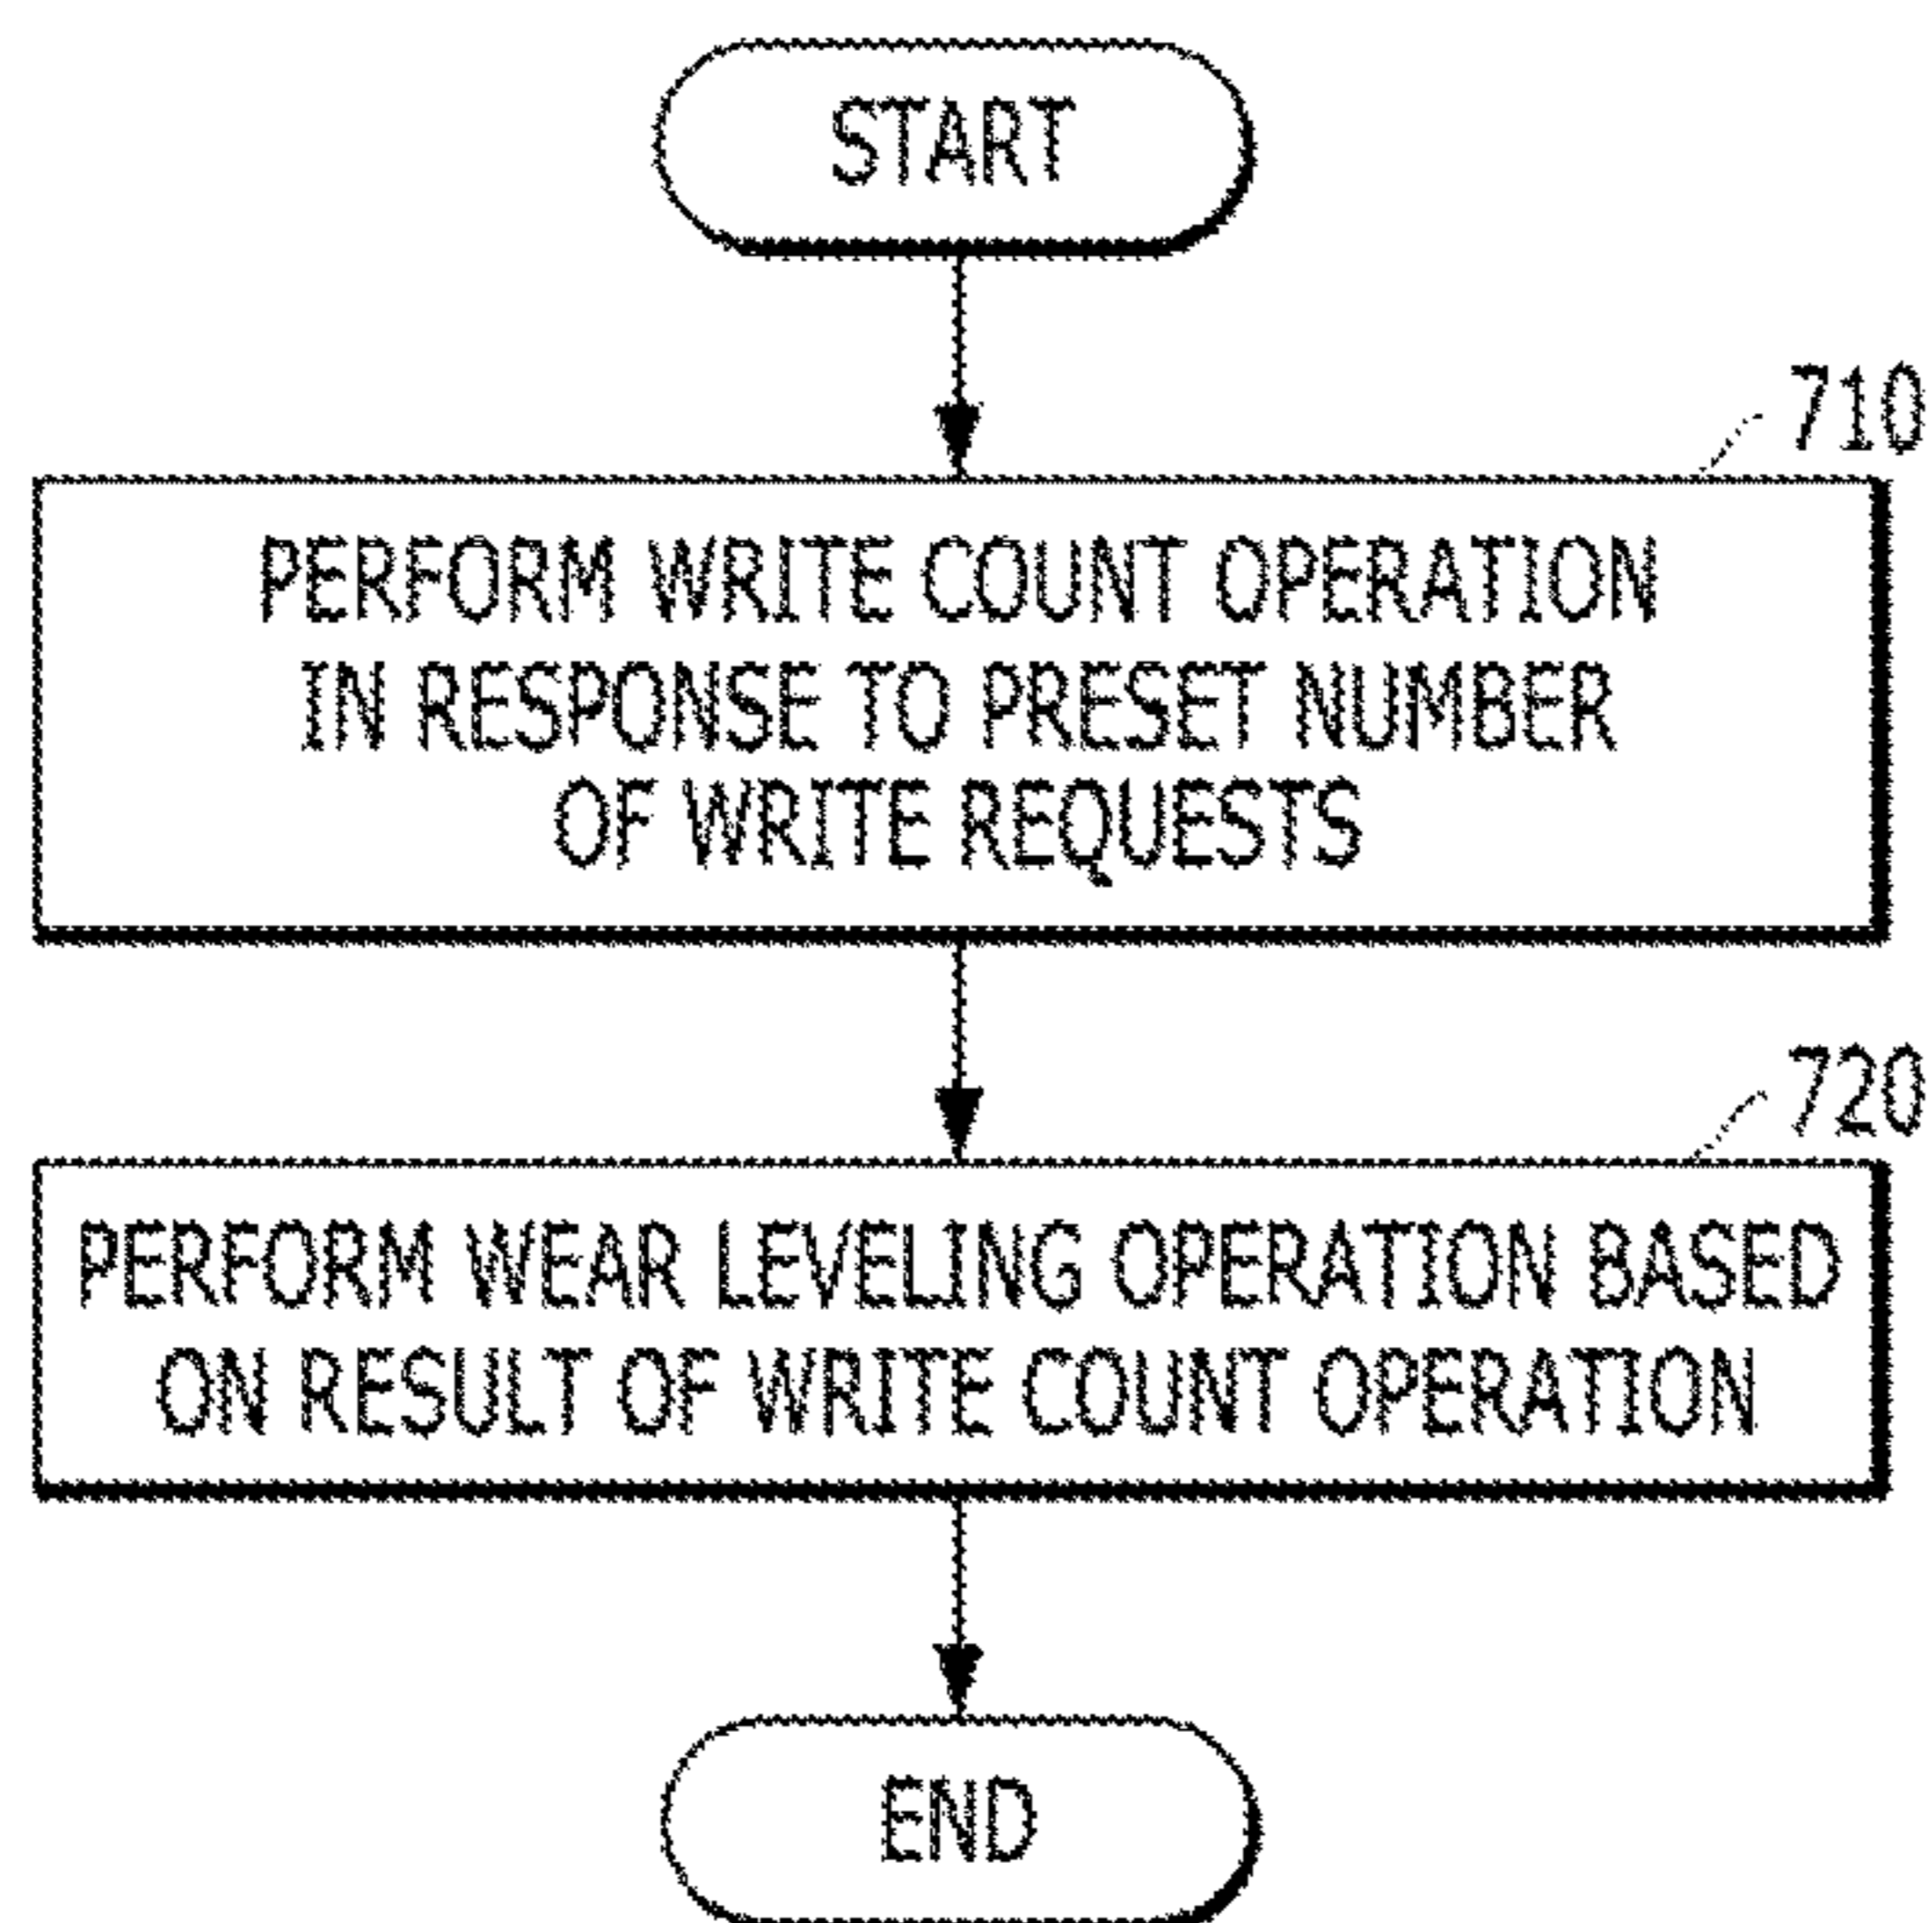 START
710
PERFORM WRITE COUNT OPERATION
IN RESPONSE TO PRESET NUMBER
OF WRITE REQUESTS
720
PERFORM WEAR LEVELING OPERATION BASED
ON RESULT OF WRITE COUNT OPERATION
END